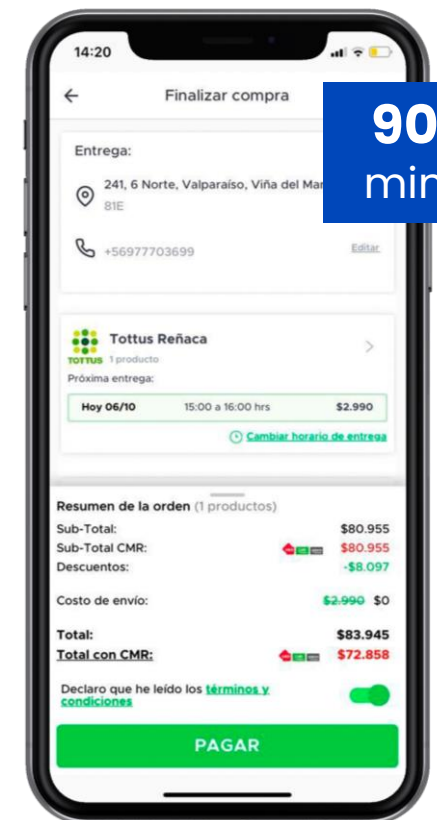 14:20
Finalizar compra
90
min
Entrega:
241, 6 Norte, Valparaíso, Viña del Mar
81E
+56977703699 Editar
Tottus Reñaca
TOTTUS 1 producto
Próxima entrega:
Hoy 06/10 15:00 a 16:00 hrs $2.990
Cambiar horario de entrega
Resumen de la orden (1 productos)
Sub-Total: $80.955
Sub-Total CMR: $80.955
Descuentos: -$8.097
Costo de envío: $2.990 $0
Total: $83.945
Total con CMR: $72.858
Declaro que he leído los términos y
condiciones
PAGAR